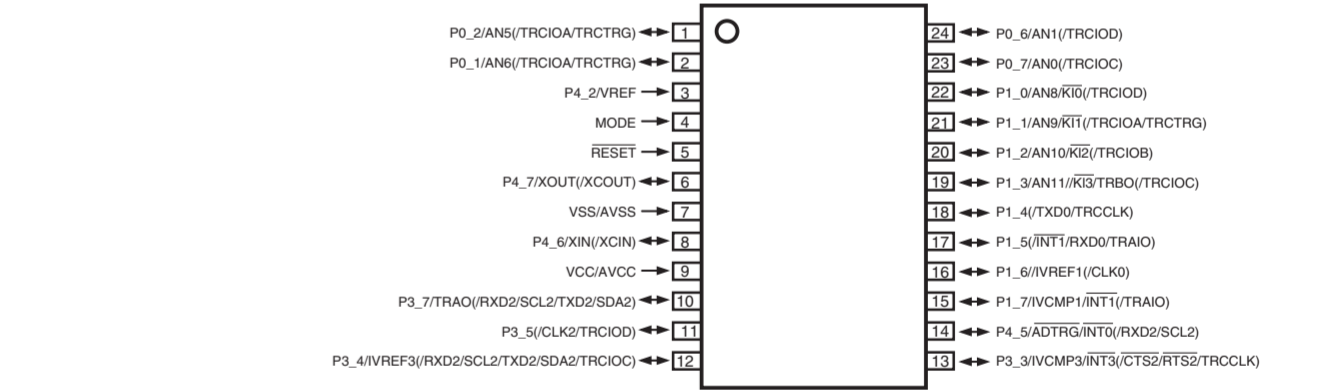 P0_2/AN5(/TRCIOA/TRCTRG) 1 24 P0_6/AN1(/TRCIOD)
P0_1/AN6(/TRCIOA/TRCTRG) 2 23 P0_7/AN0(/TRCIOC)
P4_2/VREF 3 22 P1_0/AN8/KI0(/TRCIOD)
MODE 4 21 P1_1/AN9/KI1(/TRCIOA/TRCTRG)
RESET 5 20 P1_2/AN10/KI2(/TRCIOB)
P4_7/XOUT(/XCOUT) 6 19 P1_3/AN11//KI3/TRBO(/TRCIOC)
VSS/AVSS 7 18 P1_4(/TXD0/TRCCLK)
P4_6/XIN(/XCIN) 8 17 P1_5(/INT1/RXD0/TRAIO)
VCC/AVCC 9 16 P1_6//IVREF1(/CLK0)
P3_7/TRAO(/RXD2/SCL2/TXD2/SDA2) 10 15 P1_7/IVCMP1/INT1(/TRAIO)
P3_5(/CLK2/TRCIOD) 11 14 P4_5/ADTRG/INT0(/RXD2/SCL2)
P3_4/IVREF3(/RXD2/SCL2/TXD2/SDA2/TRCIOC) 12 13 P3_3/IVCMP3/INT3(/CTS2/RTS2/TRCCLK)